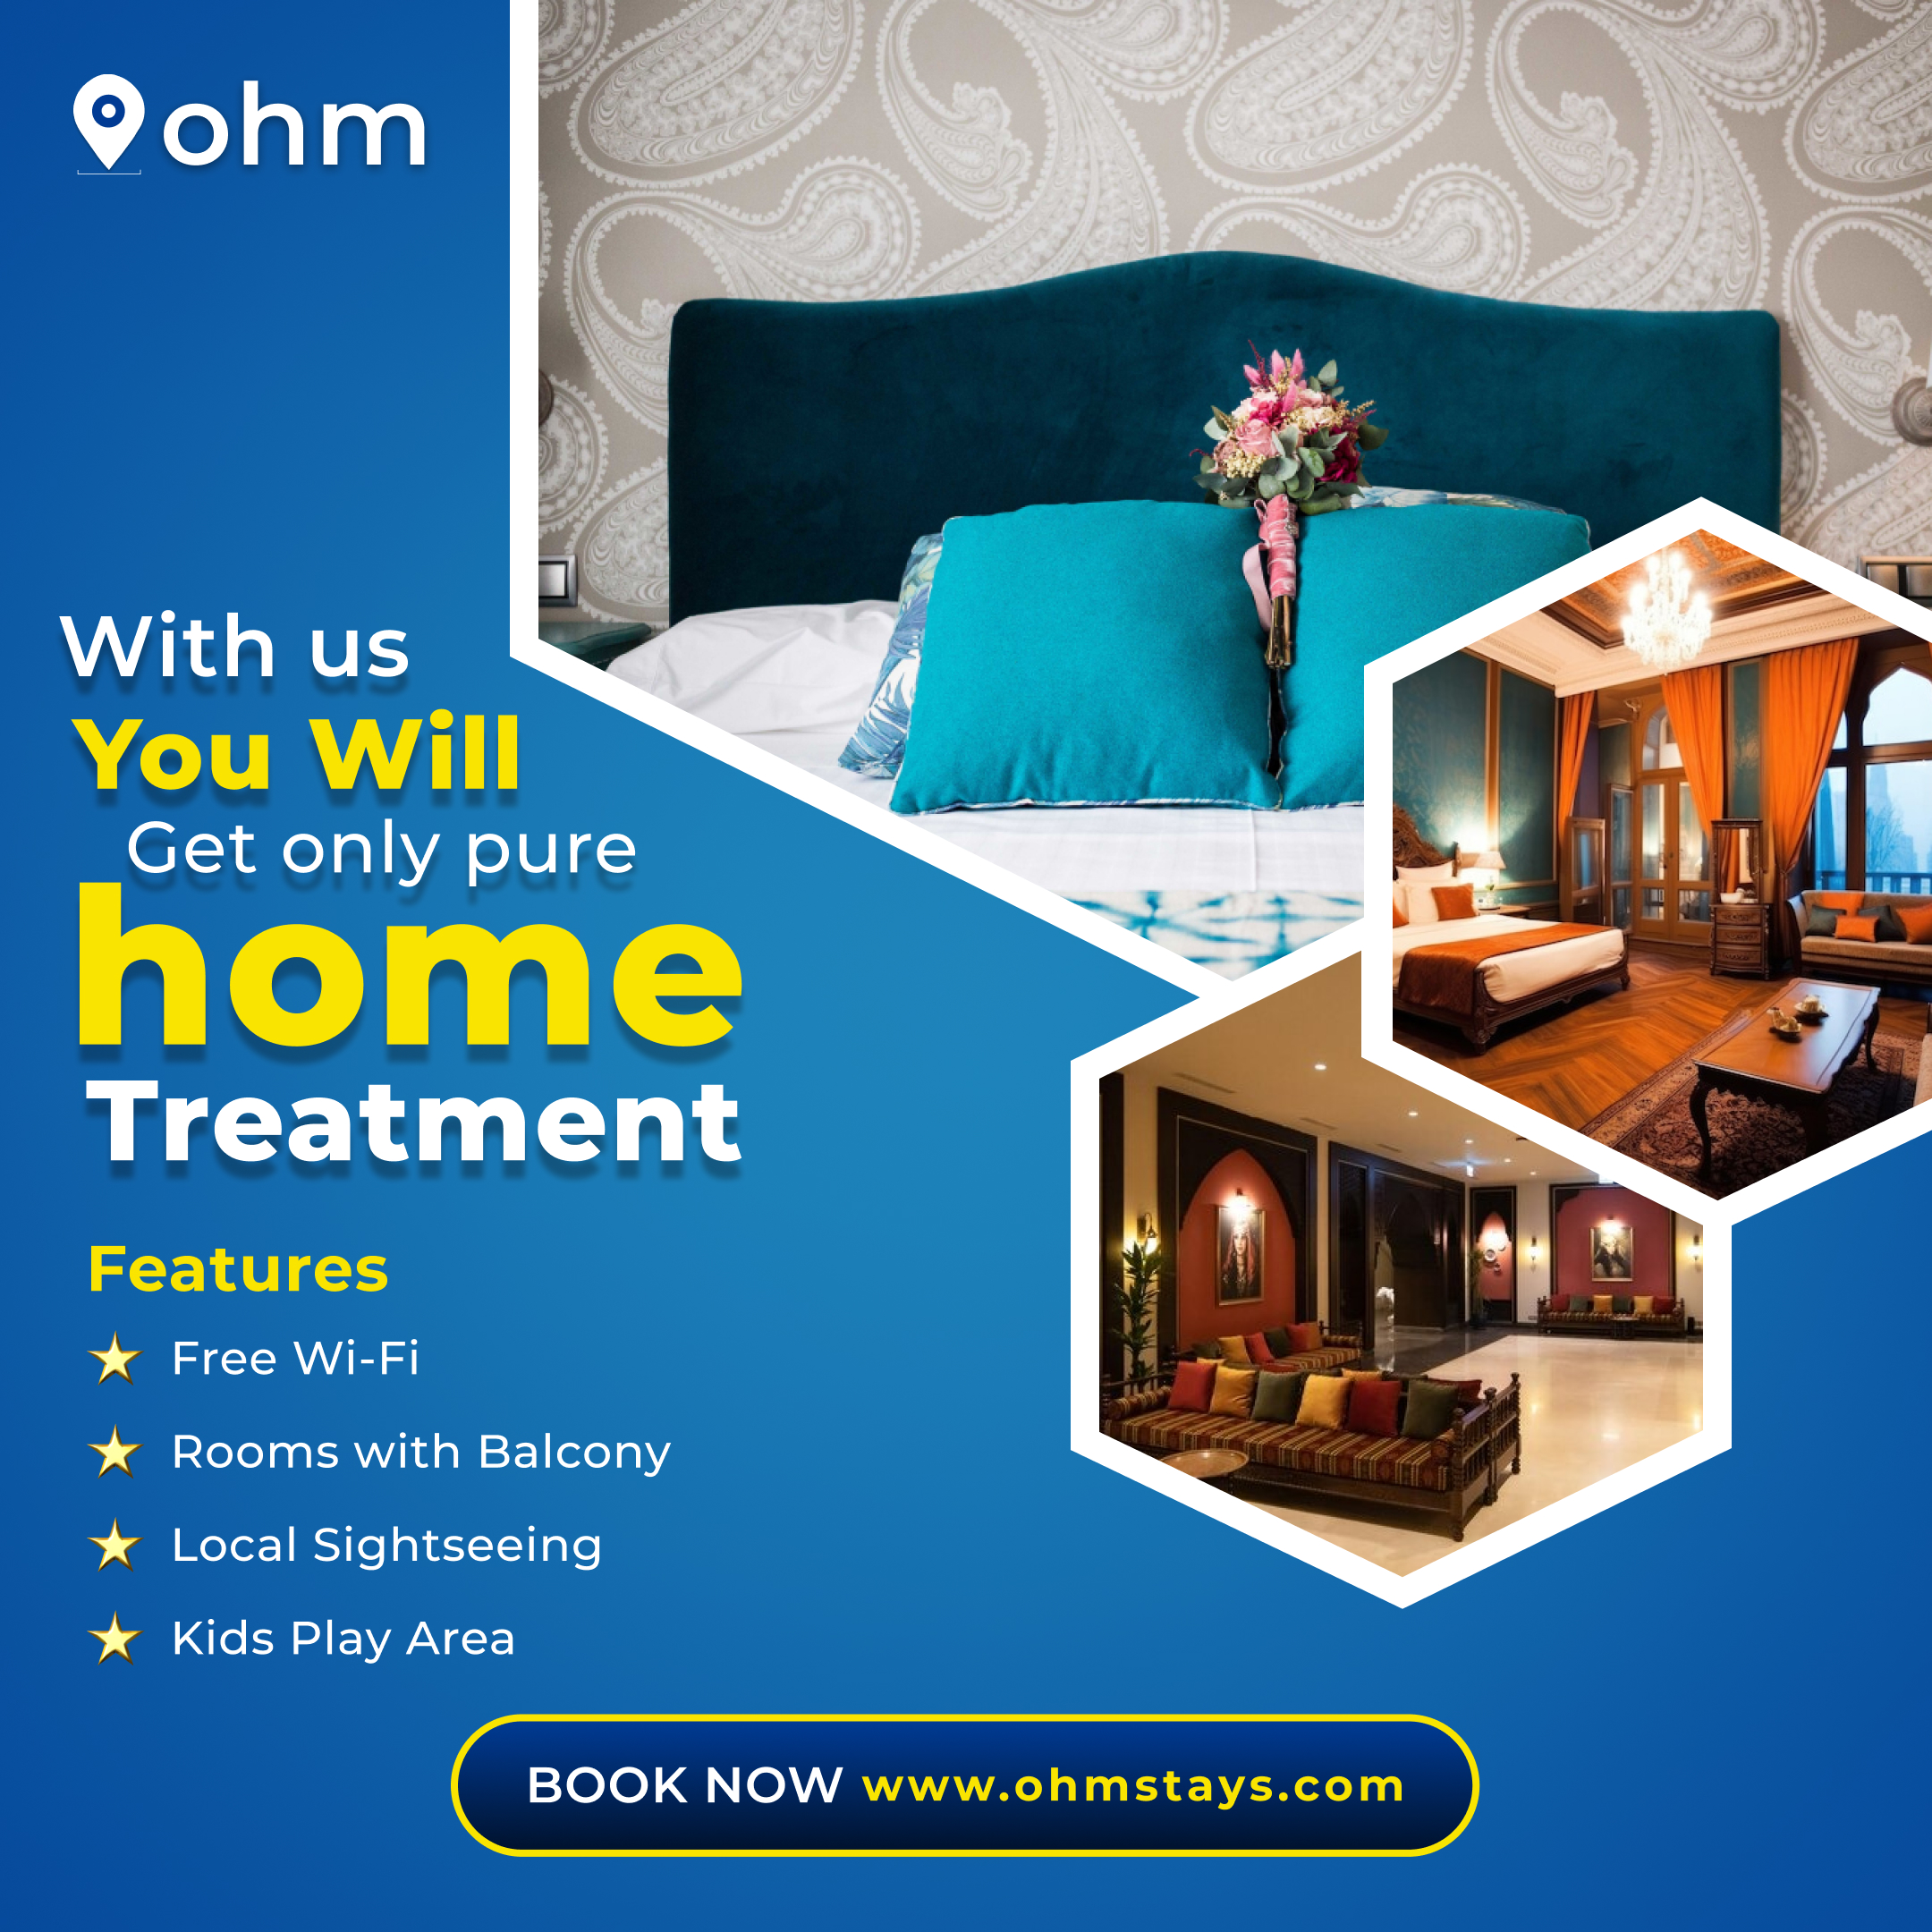 ohm
With us
You Will
Get only pure
home
Treatment
Features
Free Wi-Fi
Rooms with Balcony
Local Sightseeing
Kids Play Area
BOOK NOW www.ohmstays.com